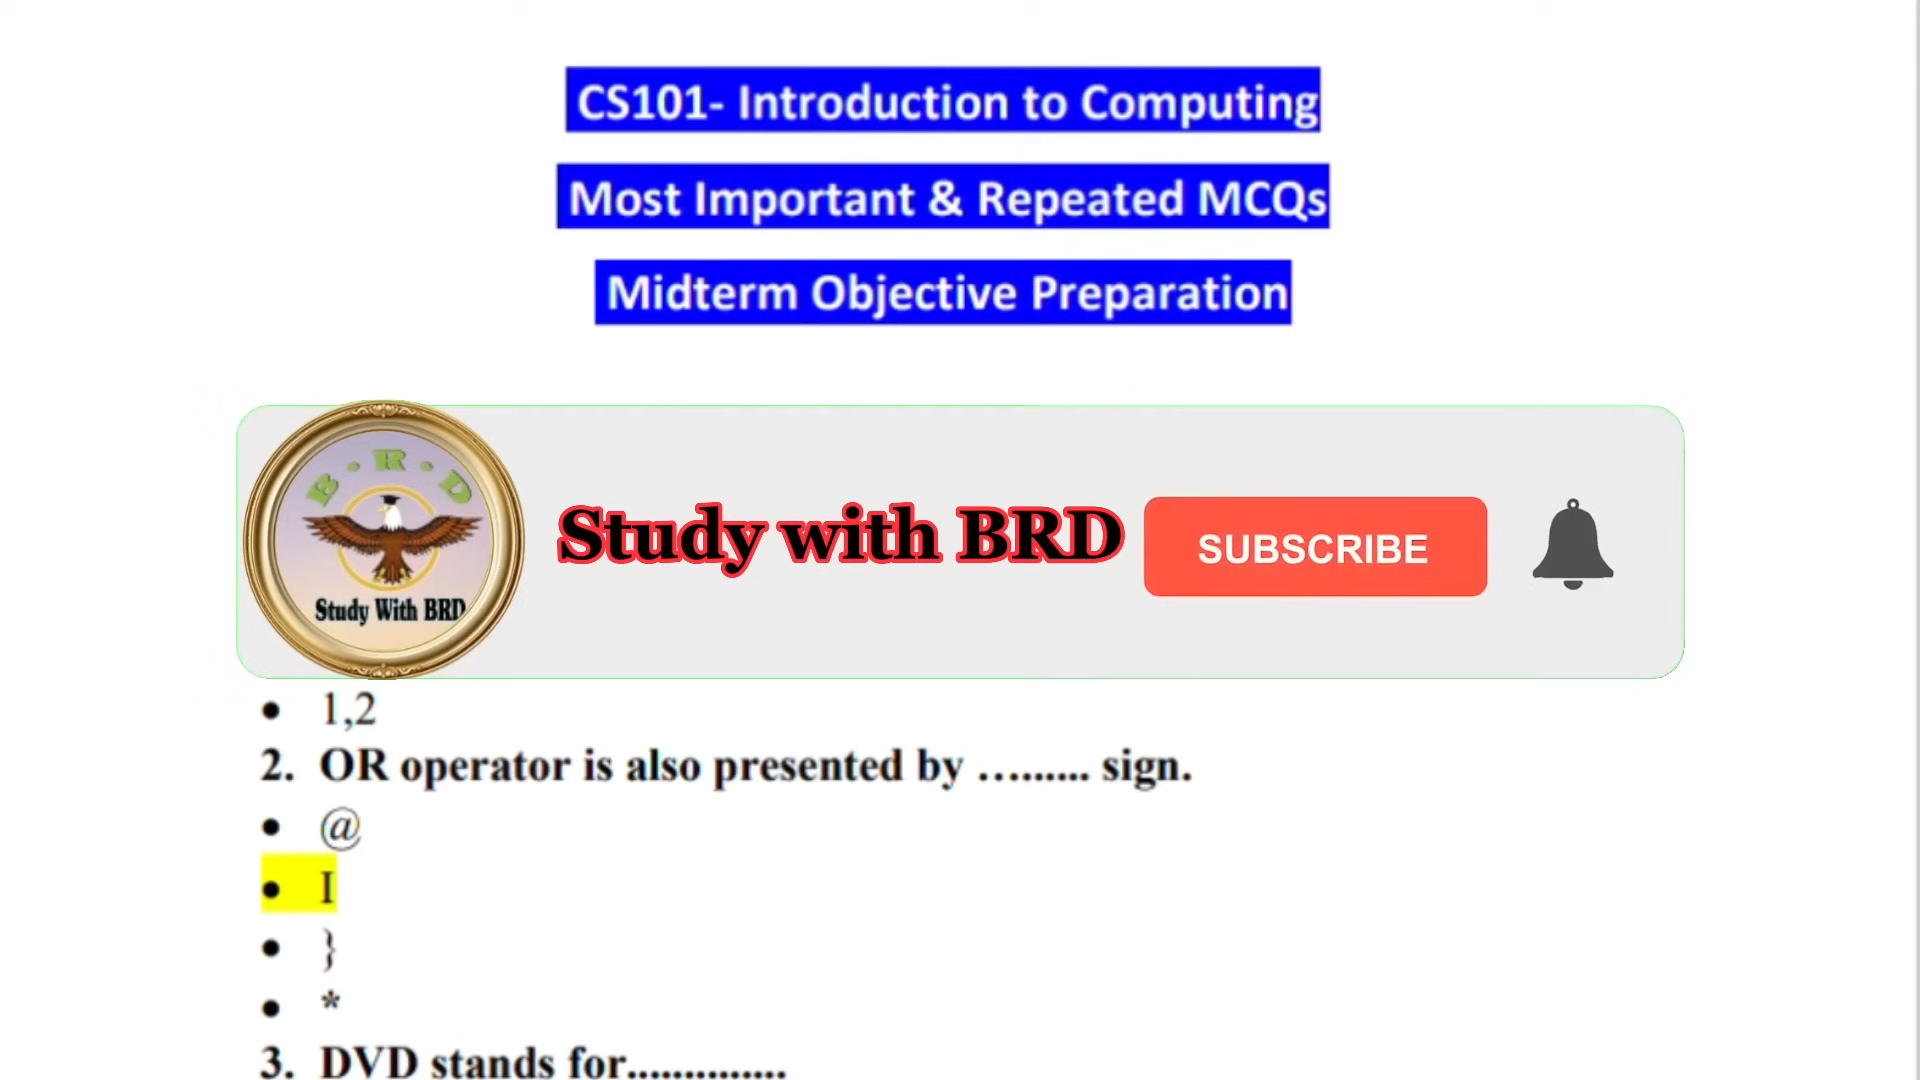 CS101- Introduction to Computing
Most Important & Repeated MCQs
Midterm Objective Preparation
B·R·D
Study With BRD
Study with BRD
SUBSCRIBE
• 1,2
2. OR operator is also presented by …....... sign.
• @
• I
• }
• *
3. DVD stands for..............